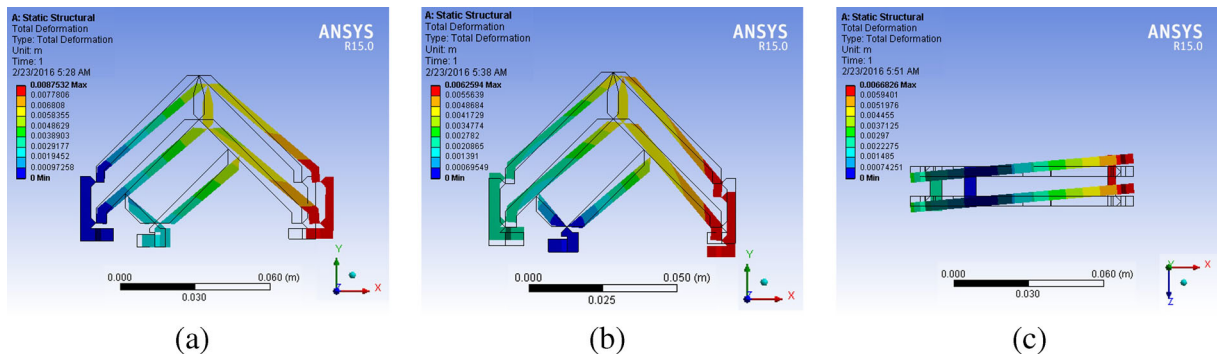 A: Static Structural
Total Deformation
Type: Total Deformation
Unit: m
Time: 1
2/23/2016 5:28 AM
ANSYS
R15.0
0.0087532 Max
0.0077806
0.006808
0.0058355
0.0048629
0.0038903
0.0029177
0.0019452
0.00097258
0 Min
Y
Z
X
0.000
0.060 (m)
0.030
(a)
A: Static Structural
Total Deformation
Type: Total Deformation
Unit: m
Time: 1
2/23/2016 5:38 AM
ANSYS
R15.0
0.0062594 Max
0.0055639
0.0048684
0.0041729
0.0034774
0.002782
0.0020865
0.001391
0.00069549
0 Min
Y
Z
X
0.000
0.050 (m)
0.025
(b)
A: Static Structural
Total Deformation
Type: Total Deformation
Unit: m
Time: 1
2/23/2016 5:51 AM
ANSYS
R15.0
0.0066826 Max
0.0059401
0.0051976
0.004455
0.0037125
0.00297
0.0022275
0.001485
0.00074251
0 Min
Y
X
Z
0.000
0.060 (m)
0.030
(c)